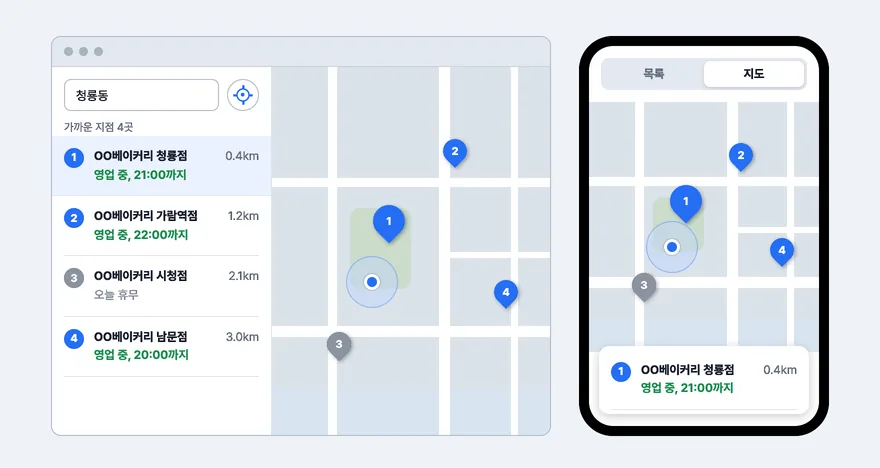 청룡동
가까운 지점 4곳
1 OO베이커리 청룡점 0.4km
영업 중, 21:00까지
2 OO베이커리 가람역점 1.2km
영업 중, 22:00까지
3 OO베이커리 시청점 2.1km
오늘 휴무
4 OO베이커리 남문점 3.0km
영업 중, 20:00까지
2
1
4
3
목록 지도
2
1
4
3
1 OO베이커리 청룡점 0.4km
영업 중, 21:00까지